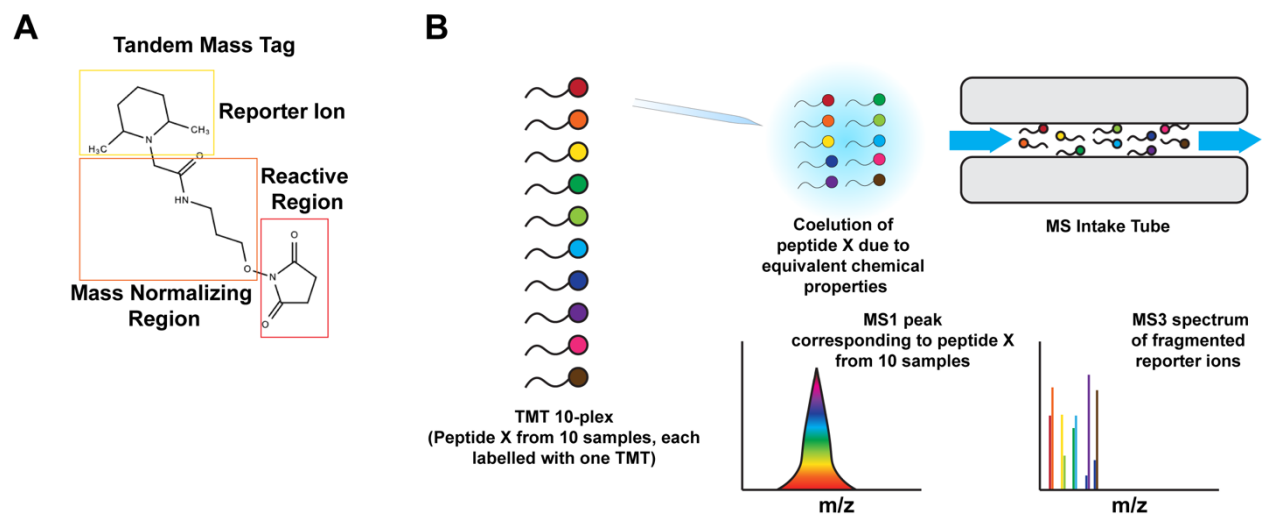 A
Tandem Mass Tag
Reporter Ion
N
CH₃
H₃C
O
Reactive
Region
HN
O
O
N
O
Mass Normalizing
Region
B
TMT 10-plex
(Peptide X from 10 samples, each
labelled with one TMT)
Coelution of
peptide X due to
equivalent chemical
properties
MS Intake Tube
MS1 peak
corresponding to peptide X
from 10 samples
m/z
MS3 spectrum
of fragmented
reporter ions
m/z